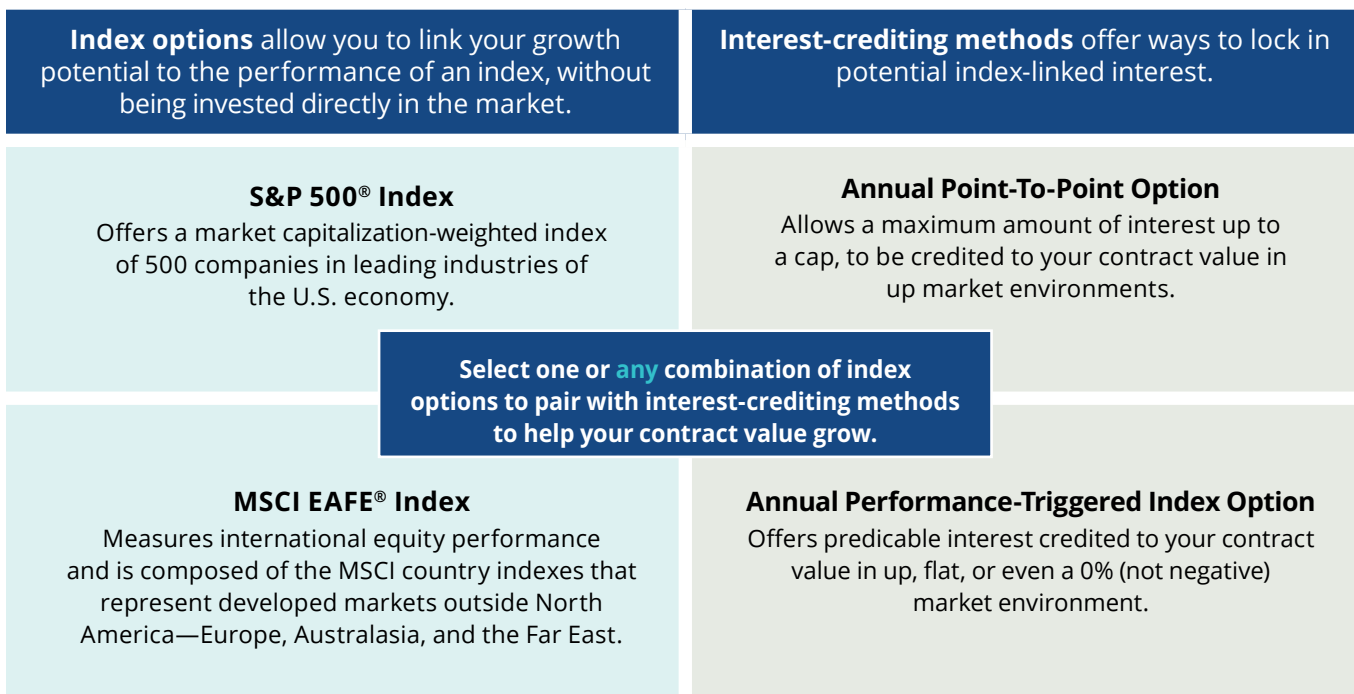 Index options allow you to link your growth
potential to the performance of an index, without
being invested directly in the market.
Interest-crediting methods offer ways to lock in
potential index-linked interest.
S&P 500® Index
Offers a market capitalization-weighted index
of 500 companies in leading industries of
the U.S. economy.
Annual Point-To-Point Option
Allows a maximum amount of interest up to
a cap, to be credited to your contract value in
up market environments.
Select one or any combination of index
options to pair with interest-crediting methods
to help your contract value grow.
MSCI EAFE® Index
Measures international equity performance
and is composed of the MSCI country indexes that
represent developed markets outside North
America—Europe, Australasia, and the Far East.
Annual Performance-Triggered Index Option
Offers predicable interest credited to your contract
value in up, flat, or even a 0% (not negative)
market environment.